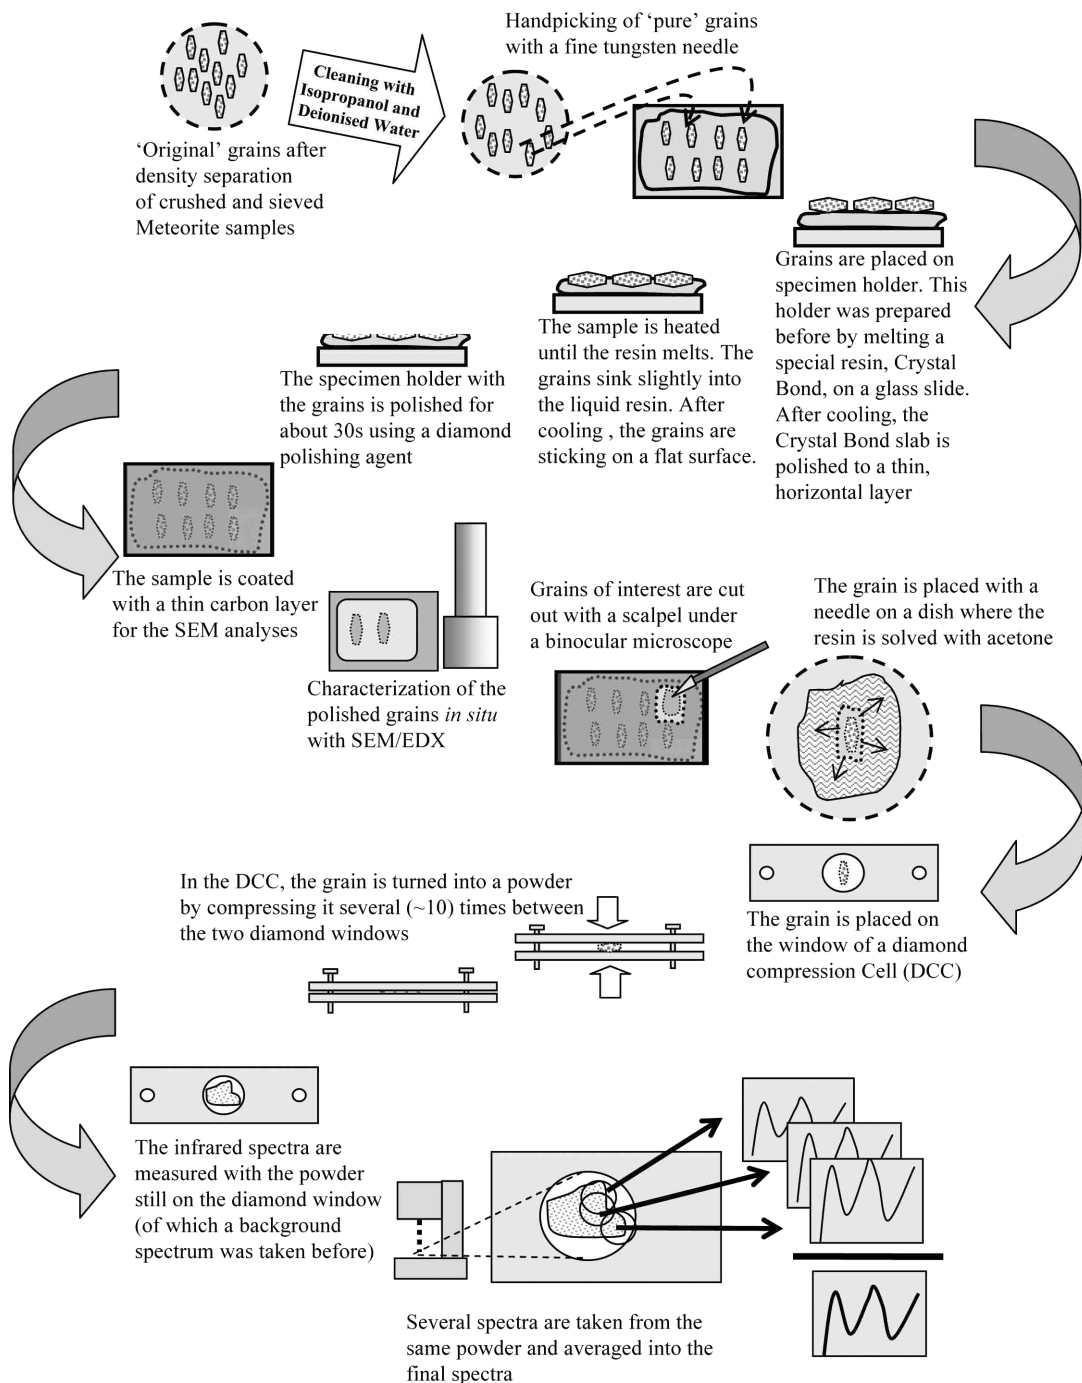 Handpicking of ‘pure’ grains
with a fine tungsten needle
Cleaning with
Isopropanol and
Deionised Water
‘Original’ grains after
density separation
of crushed and sieved
Meteorite samples
Grains are placed on
specimen holder. This
holder was prepared
before by melting a
special resin, Crystal
Bond, on a glass slide.
After cooling, the
Crystal Bond slab is
polished to a thin,
horizontal layer
The sample is heated
until the resin melts. The
grains sink slightly into
the liquid resin. After
cooling , the grains are
sticking on a flat surface.
The specimen holder with
the grains is polished for
about 30s using a diamond
polishing agent
The sample is coated
with a thin carbon layer
for the SEM analyses
Characterization of the
polished grains in situ
with SEM/EDX
Grains of interest are cut
out with a scalpel under
a binocular microscope
The grain is placed with a
needle on a dish where the
resin is solved with acetone
The grain is placed on
the window of a diamond
compression Cell (DCC)
In the DCC, the grain is turned into a powder
by compressing it several (~10) times between
the two diamond windows
The infrared spectra are
measured with the powder
still on the diamond window
(of which a background
spectrum was taken before)
Several spectra are taken from the
same powder and averaged into the
final spectra